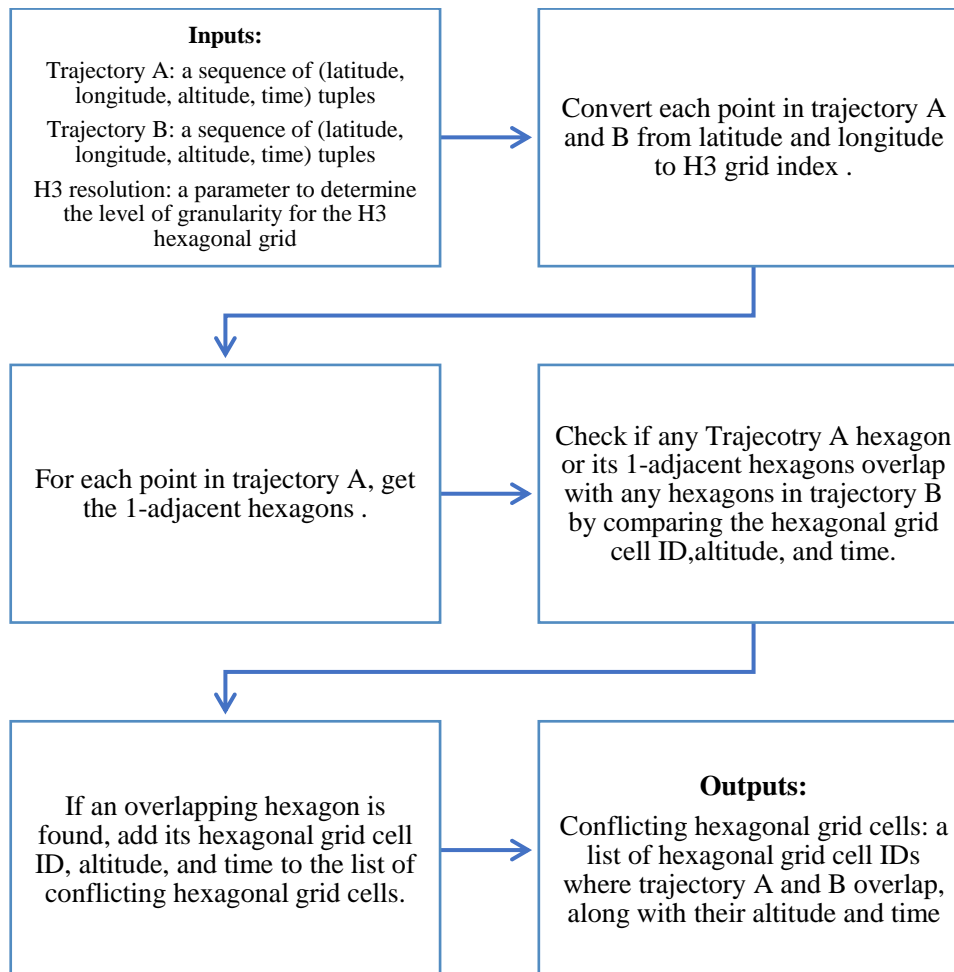 Inputs:
Trajectory A: a sequence of (latitude,
longitude, altitude, time) tuples
Trajectory B: a sequence of (latitude,
longitude, altitude, time) tuples
H3 resolution: a parameter to determine
the level of granularity for the H3
hexagonal grid
Convert each point in trajectory A
and B from latitude and longitude
to H3 grid index .
For each point in trajectory A, get
the 1-adjacent hexagons .
Check if any Trajecotry A hexagon
or its 1-adjacent hexagons overlap
with any hexagons in trajectory B
by comparing the hexagonal grid
cell ID,altitude, and time.
If an overlapping hexagon is
found, add its hexagonal grid cell
ID, altitude, and time to the list of
conflicting hexagonal grid cells.
Outputs:
Conflicting hexagonal grid cells: a
list of hexagonal grid cell IDs
where trajectory A and B overlap,
along with their altitude and time